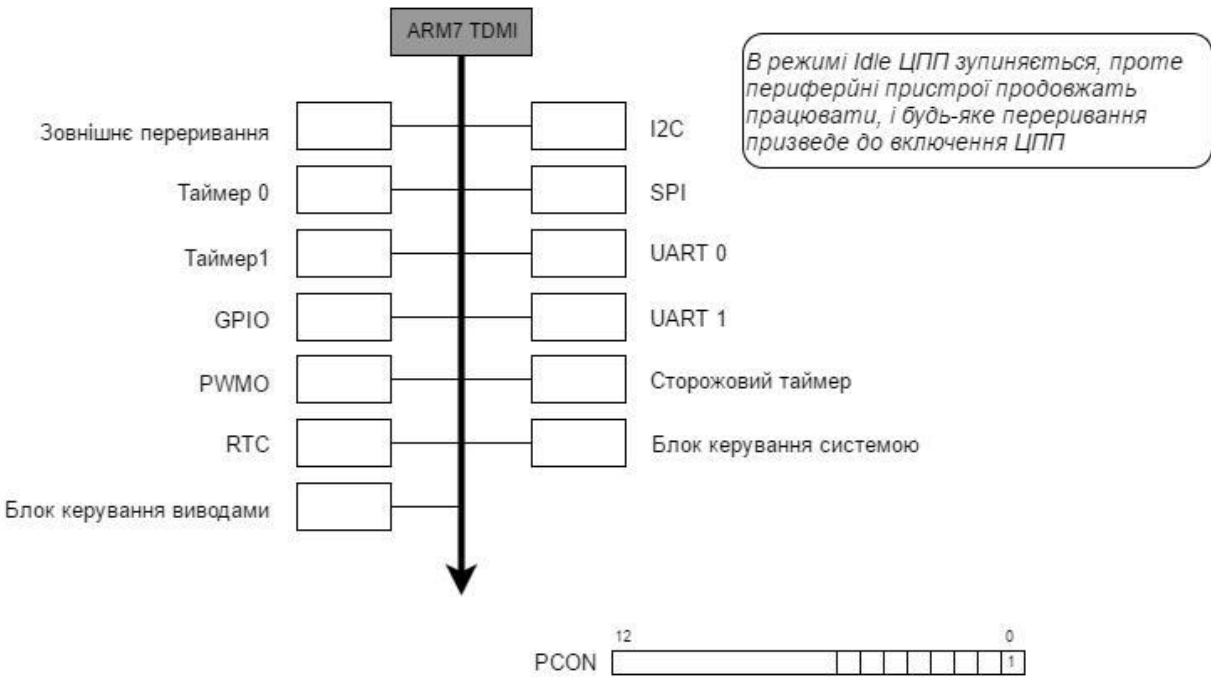 ARM7 TDMI
В режимі Idle ЦПП зупиняється, проте
периферійні пристрої продовжать
працювати, і будь-яке переривання
призведе до включення ЦПП
Зовнішнє переривання
I2C
Таймер 0
SPI
Таймер1
UART 0
GPIO
UART 1
PWMO
Сторожовий таймер
RTC
Блок керування системою
Блок керування виводами
12
0
PCON
1